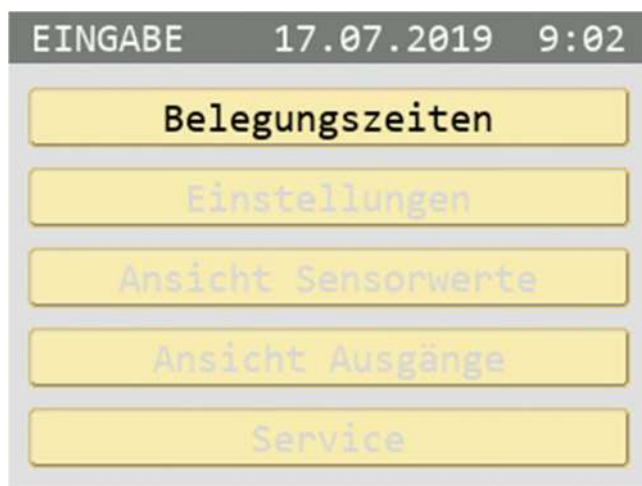 EINGABE 17.07.2019 9:02
Belegungszeiten
Einstellungen
Ansicht Sensorwerte
Ansicht Ausgänge
Service